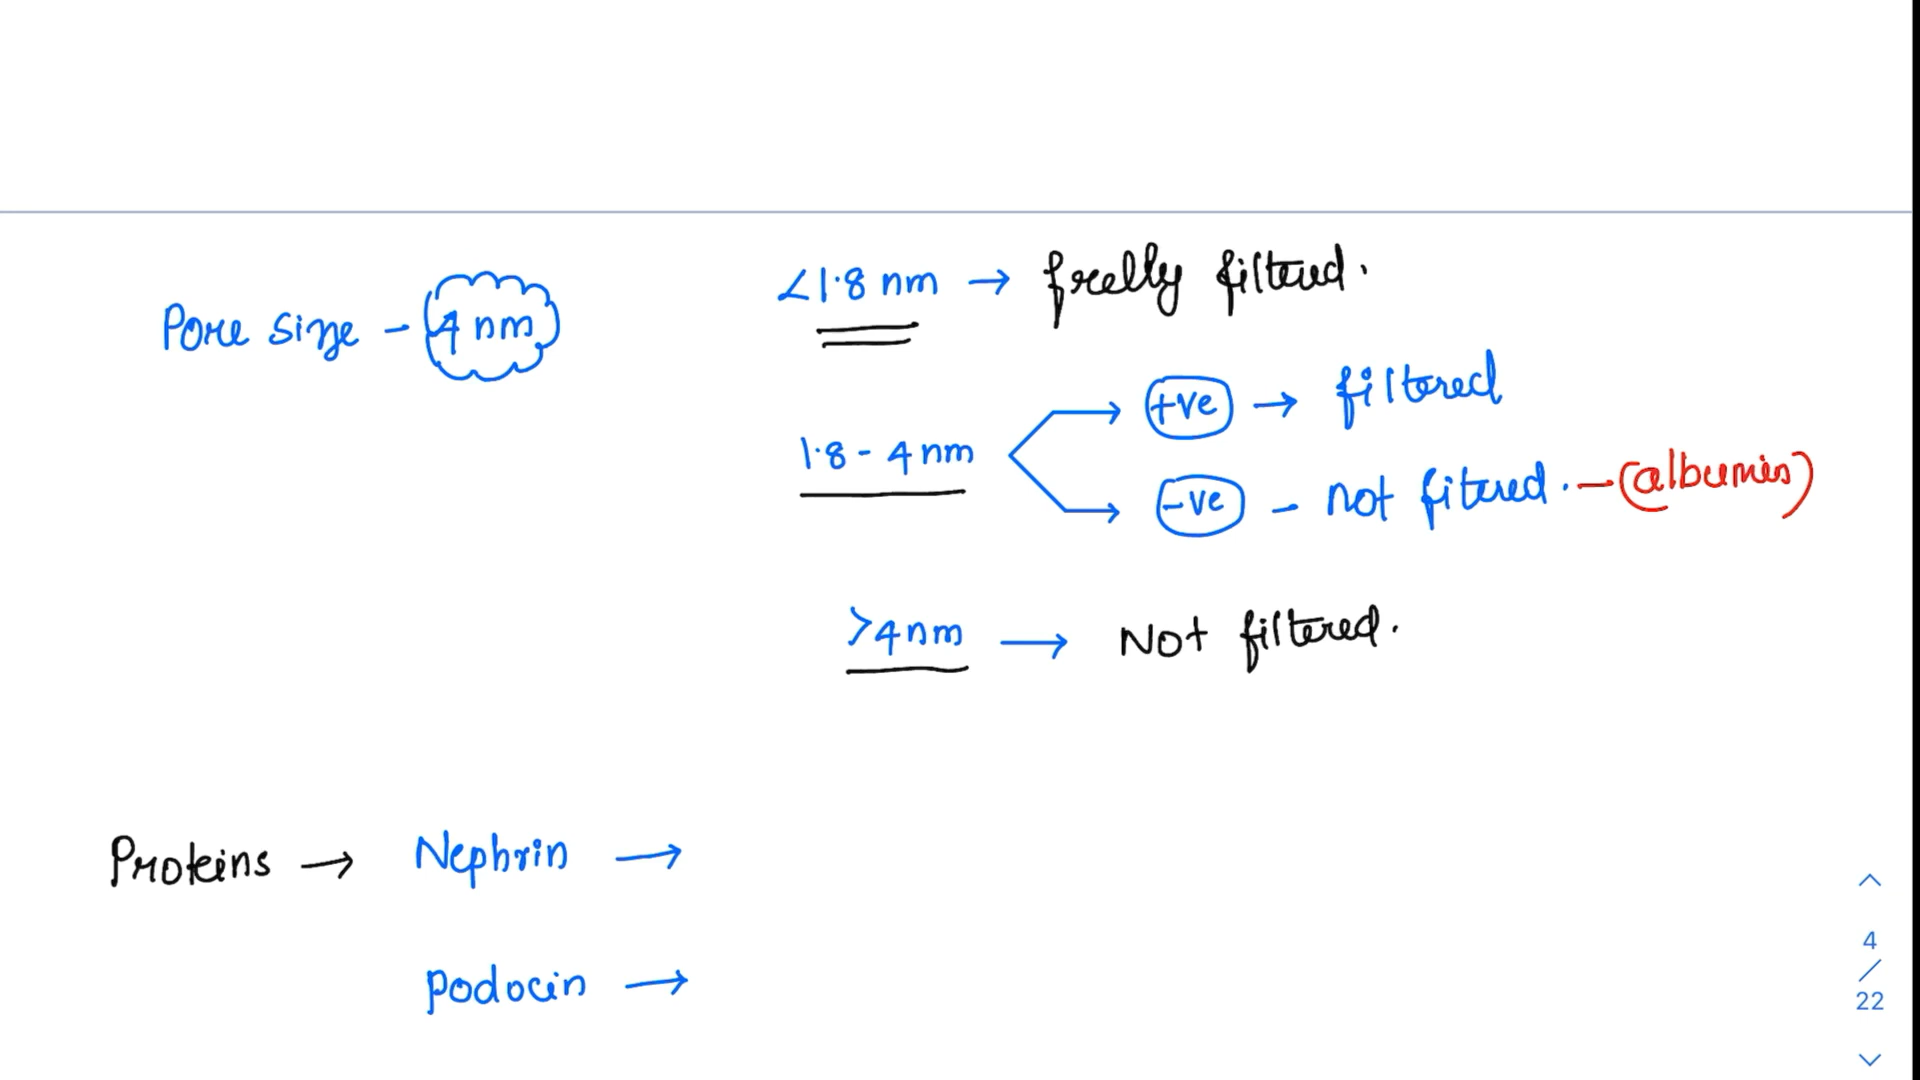 Pore size - 4 nm
<1.8 nm → freely filtered.
1.8 - 4 nm
+ve → filtered
-ve - not fitered. - (albumin)
>4nm → Not filtered.
Proteins → Nephrin →
podocin →
4
/
22